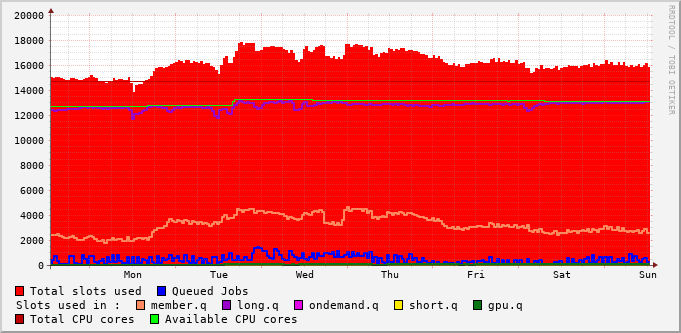 20000
18000
16000
14000
12000
10000
8000
6000
4000
2000
0
Mon Tue Wed Thu Fri Sat Sun
Total slots used Queued Jobs
Slots used in : member.q long.q ondemand.q short.q gpu.q
Total CPU cores Available CPU cores
RRDTOOL / TOBI OETIKER